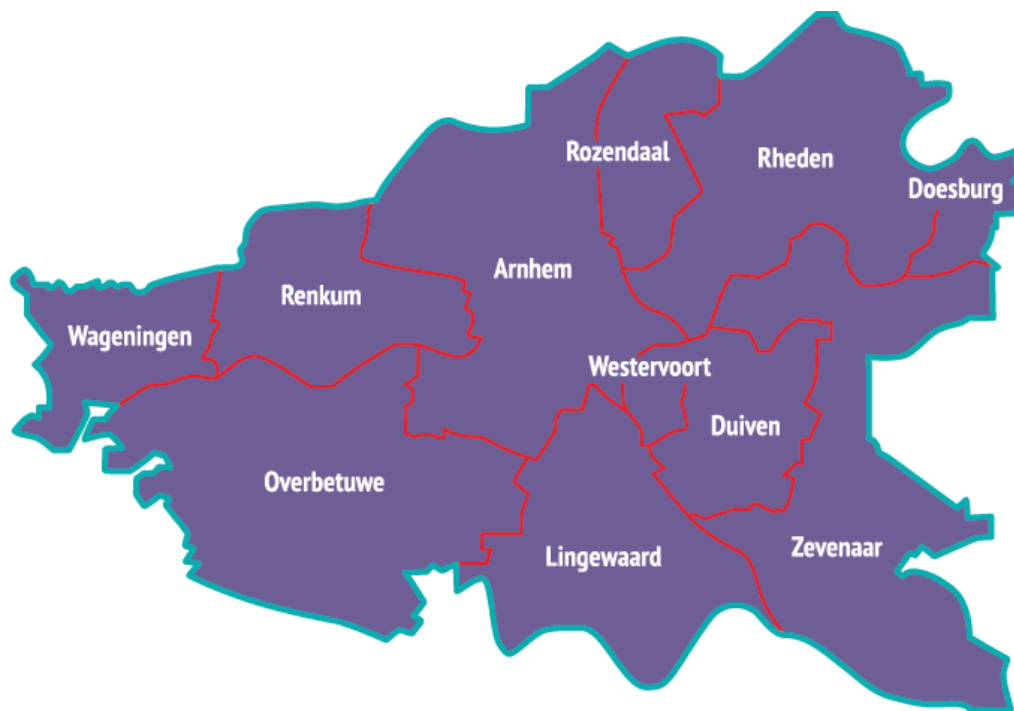 Rozendaal
Rheden
Doesburg
Arnhem
Renkum
Wageningen
Westervoort
Duiven
Overbetuwe
Lingewaard
Zevenaar